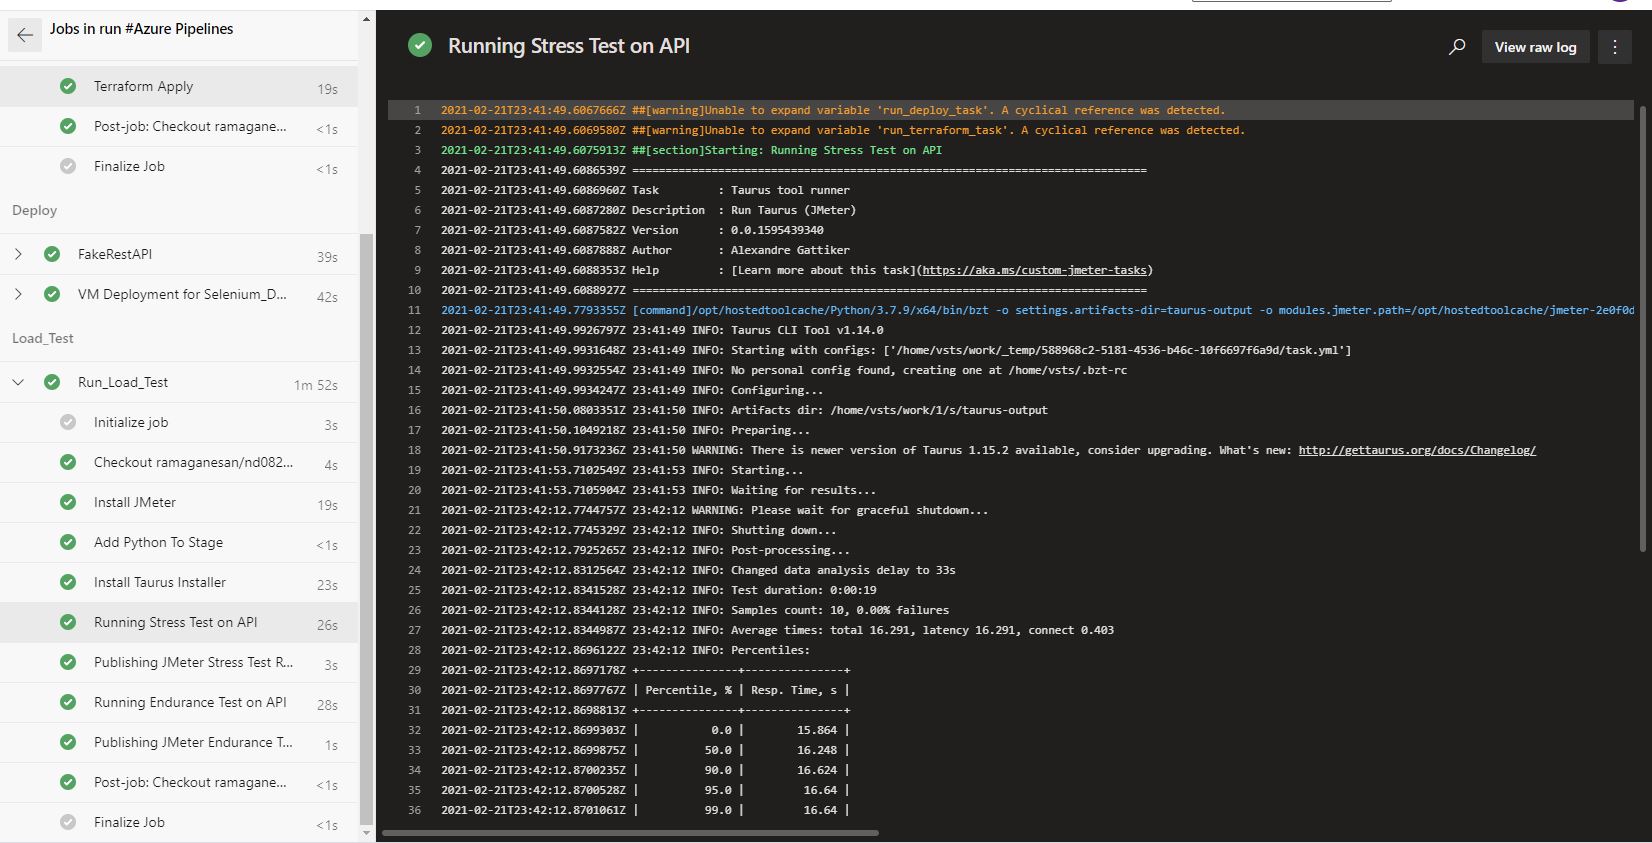 Jobs in run #Azure Pipelines
Terraform Apply 19s
Post-job: Checkout ramagane... <1s
Finalize Job <1s
Deploy
FakeRestAPI 39s
VM Deployment for Selenium_D... 42s
Load_Test
Run_Load_Test 1m 52s
Initialize job 3s
Checkout ramaganesan/nd082... 4s
Install JMeter 19s
Add Python To Stage <1s
Install Taurus Installer 23s
Running Stress Test on API 26s
Publishing JMeter Stress Test R... 3s
Running Endurance Test on API 28s
Publishing JMeter Endurance T... 1s
Post-job: Checkout ramagane... <1s
Finalize Job <1s
Running Stress Test on API
View raw log
1 2021-02-21T23:41:49.6067666Z ##[warning]Unable to expand variable 'run_deploy_task'. A cyclical reference was detected.
2 2021-02-21T23:41:49.6069580Z ##[warning]Unable to expand variable 'run_terraform_task'. A cyclical reference was detected.
3 2021-02-21T23:41:49.6075913Z ##[section]Starting: Running Stress Test on API
4 2021-02-21T23:41:49.6086539Z ==============================================================================
5 2021-02-21T23:41:49.6086960Z Task         : Taurus tool runner
6 2021-02-21T23:41:49.6087280Z Description  : Run Taurus (JMeter)
7 2021-02-21T23:41:49.6087582Z Version      : 0.0.1595439340
8 2021-02-21T23:41:49.6087888Z Author       : Alexandre Gattiker
9 2021-02-21T23:41:49.6088353Z Help         : [Learn more about this task](https://aka.ms/custom-jmeter-tasks)
10 2021-02-21T23:41:49.6088927Z ==============================================================================
11 2021-02-21T23:41:49.7793355Z [command]/opt/hostedtoolcache/Python/3.7.9/x64/bin/bzt -o settings.artifacts-dir=taurus-output -o modules.jmeter.path=/opt/hostedtoolcache/jmeter-2e0f0d
12 2021-02-21T23:41:49.9926797Z 23:41:49 INFO: Taurus CLI Tool v1.14.0
13 2021-02-21T23:41:49.9931648Z 23:41:49 INFO: Starting with configs: ['/home/vsts/work/_temp/588968c2-5181-4536-b46c-10f6697f6a9d/task.yml']
14 2021-02-21T23:41:49.9932554Z 23:41:49 INFO: No personal config found, creating one at /home/vsts/.bzt-rc
15 2021-02-21T23:41:49.9934247Z 23:41:49 INFO: Configuring...
16 2021-02-21T23:41:50.0803351Z 23:41:50 INFO: Artifacts dir: /home/vsts/work/1/s/taurus-output
17 2021-02-21T23:41:50.1049218Z 23:41:50 INFO: Preparing...
18 2021-02-21T23:41:50.9173236Z 23:41:50 WARNING: There is newer version of Taurus 1.15.2 available, consider upgrading. What's new: http://gettaurus.org/docs/Changelog/
19 2021-02-21T23:41:53.7102549Z 23:41:53 INFO: Starting...
20 2021-02-21T23:41:53.7105904Z 23:41:53 INFO: Waiting for results...
21 2021-02-21T23:42:12.7744757Z 23:42:12 WARNING: Please wait for graceful shutdown...
22 2021-02-21T23:42:12.7745329Z 23:42:12 INFO: Shutting down...
23 2021-02-21T23:42:12.7925265Z 23:42:12 INFO: Post-processing...
24 2021-02-21T23:42:12.8312564Z 23:42:12 INFO: Changed data analysis delay to 33s
25 2021-02-21T23:42:12.8341528Z 23:42:12 INFO: Test duration: 0:00:19
26 2021-02-21T23:42:12.8344128Z 23:42:12 INFO: Samples count: 10, 0.00% failures
27 2021-02-21T23:42:12.8344987Z 23:42:12 INFO: Average times: total 16.291, latency 16.291, connect 0.403
28 2021-02-21T23:42:12.8696122Z 23:42:12 INFO: Percentiles:
29 2021-02-21T23:42:12.8697178Z +---------------+---------------+
30 2021-02-21T23:42:12.8697767Z | Percentile, % | Resp. Time, s |
31 2021-02-21T23:42:12.8698813Z +---------------+---------------+
32 2021-02-21T23:42:12.8699303Z |           0.0 |        15.864 |
33 2021-02-21T23:42:12.8699875Z |          50.0 |        16.248 |
34 2021-02-21T23:42:12.8700235Z |          90.0 |        16.624 |
35 2021-02-21T23:42:12.8700528Z |          95.0 |         16.64 |
36 2021-02-21T23:42:12.8701061Z |          99.0 |         16.64 |